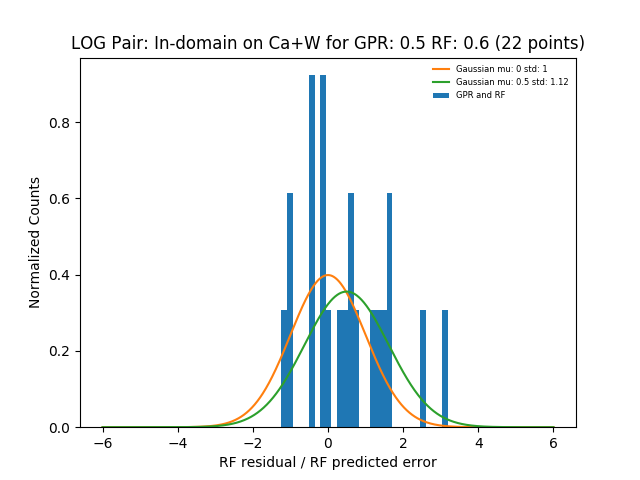 LOG Pair: In-domain on Ca+W for GPR: 0.5 RF: 0.6 (22 points)
Gaussian mu: 0 std: 1
Gaussian mu: 0.5 std: 1.12
GPR and RF
Normalized Counts
0.8
0.6
0.4
0.2
0.0
−6 −4 −2 0 2 4 6
RF residual / RF predicted error